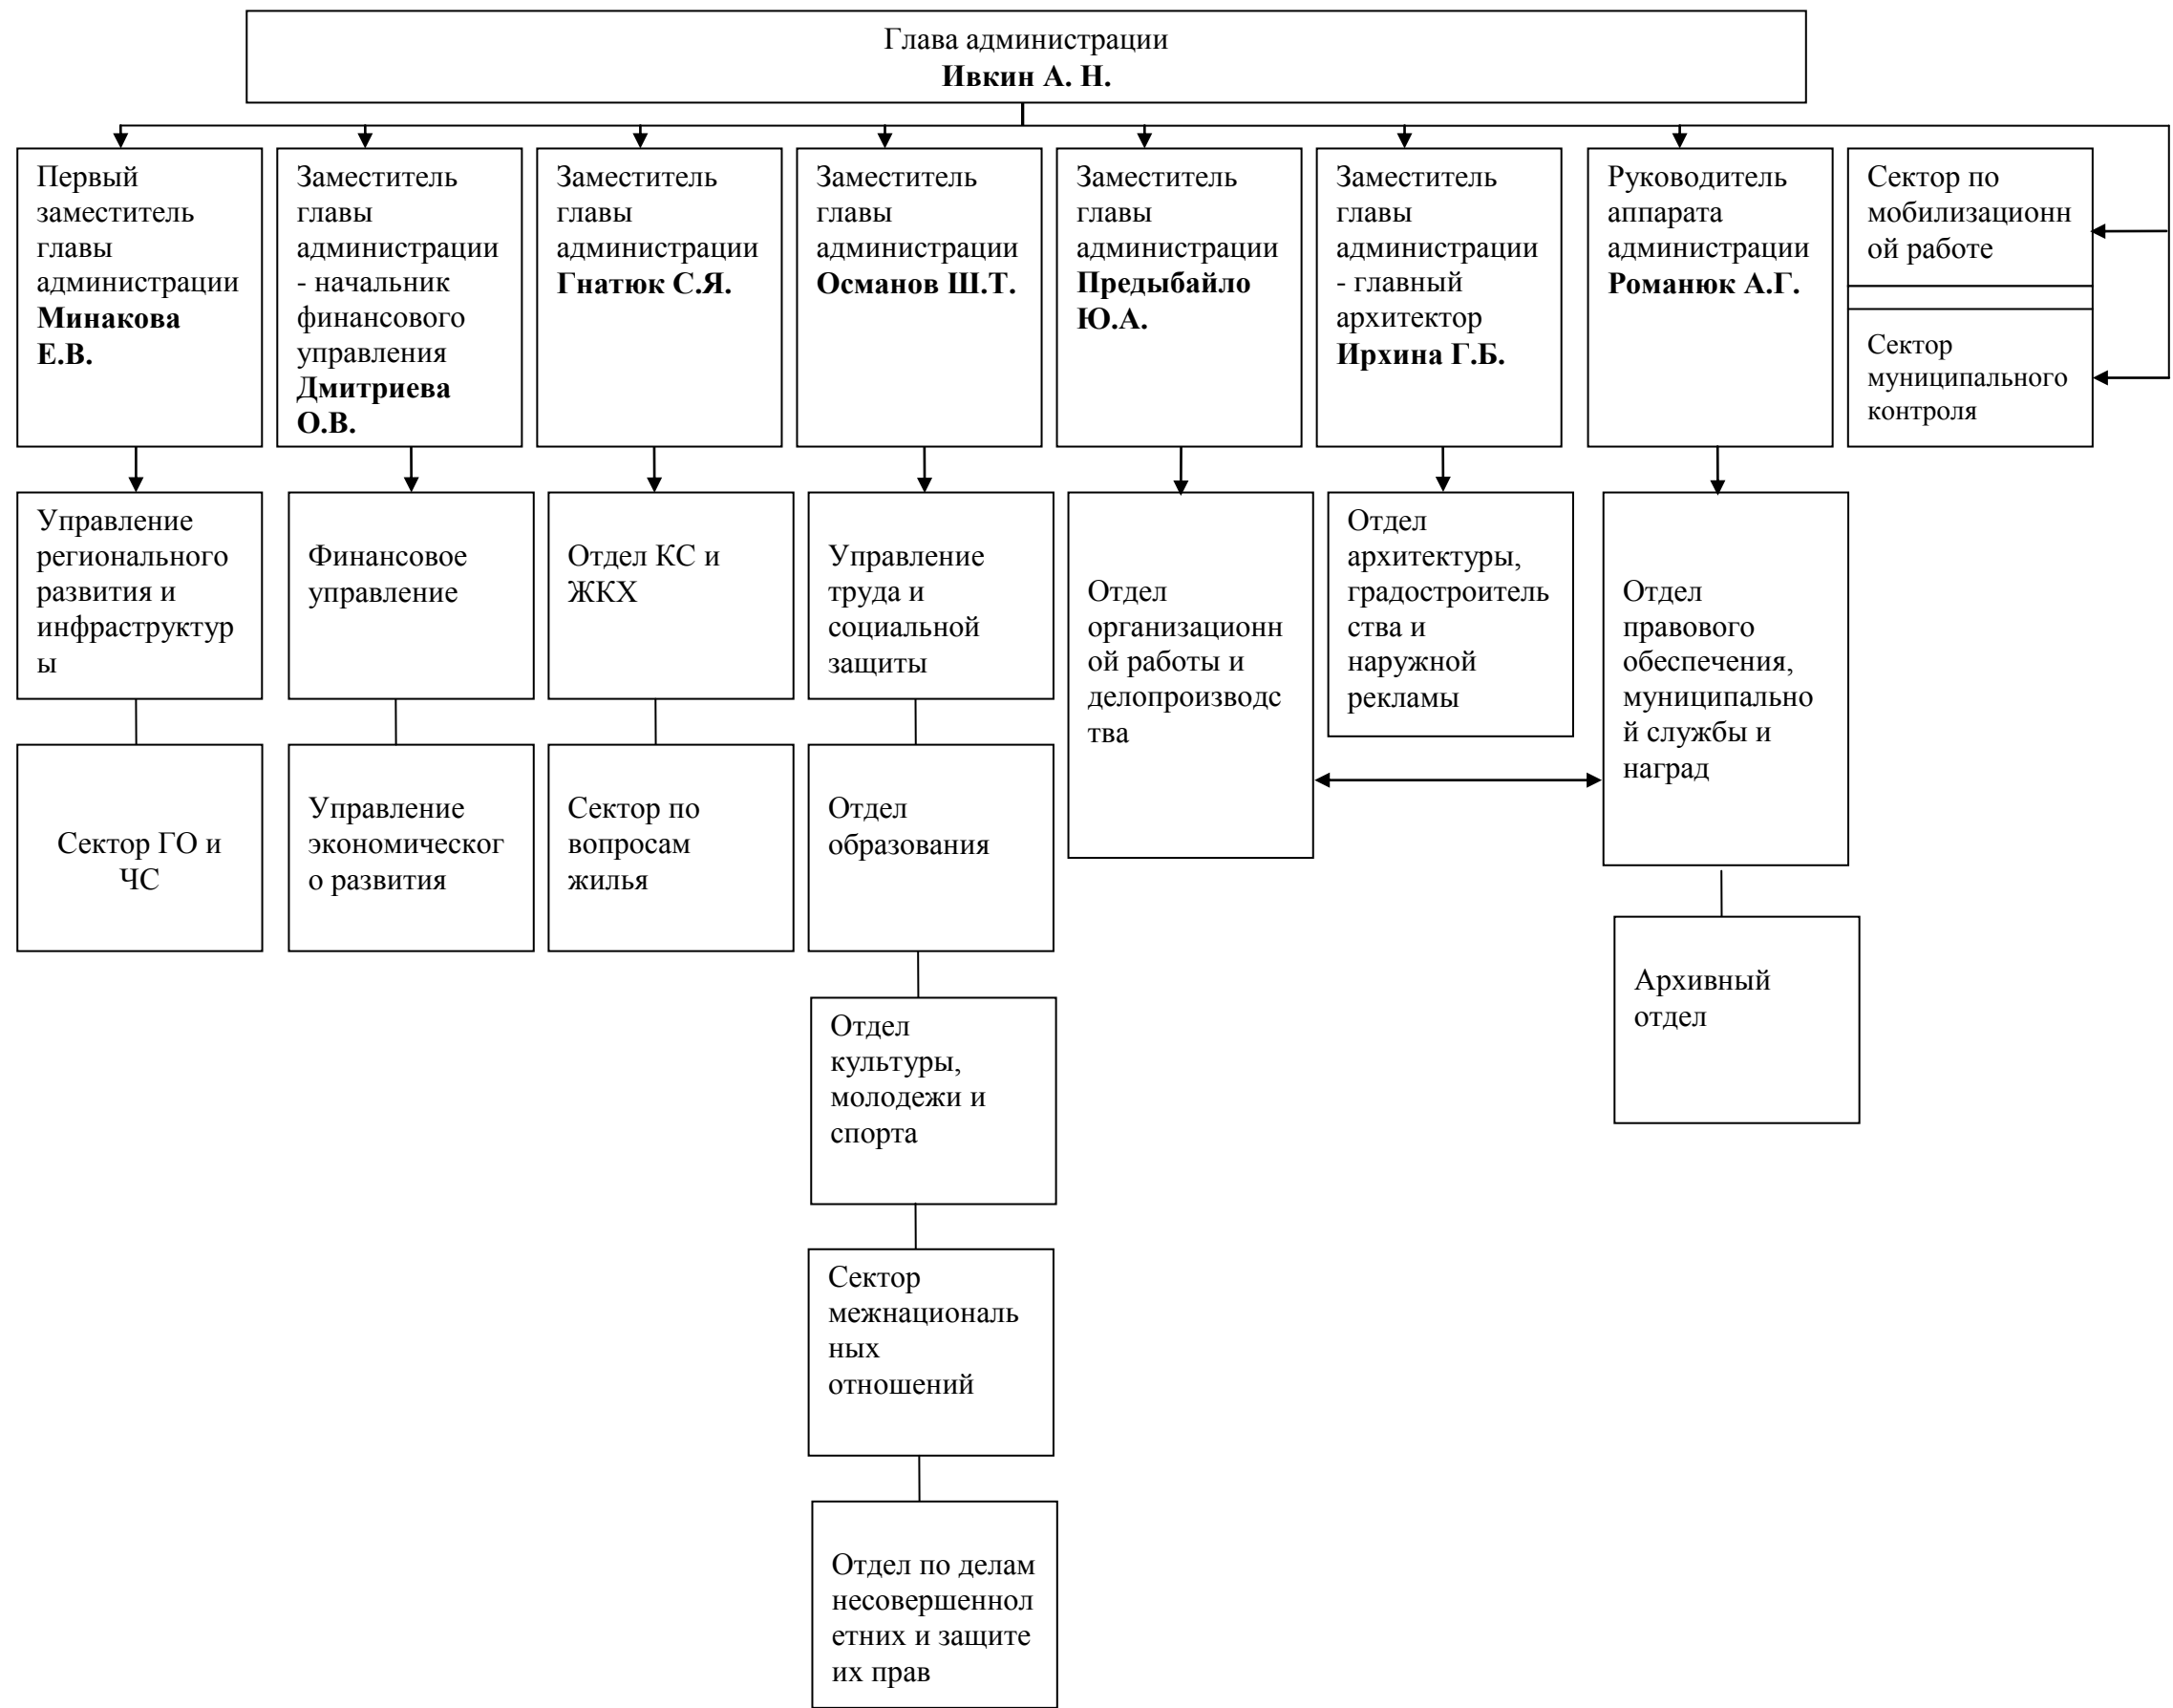 Глава администрации
Ивкин А. Н.
Первый
заместитель
главы
администрации
Минакова
Е.В.
Заместитель
главы
администрации
- начальник
финансового
управления
Дмитриева
О.В.
Заместитель
главы
администрации
Гнатюк С.Я.
Заместитель
главы
администрации
Османов Ш.Т.
Заместитель
главы
администрации
Предыбайло
Ю.А.
Заместитель
главы
администрации
- главный
архитектор
Ирхина Г.Б.
Руководитель
аппарата
администрации
Романюк А.Г.
Сектор по
мобилизационн
ой работе
Сектор
муниципального
контроля
Управление
регионального
развития и
инфраструктур
ы
Финансовое
управление
Отдел КС и
ЖКХ
Управление
труда и
социальной
защиты
Отдел
организационн
ой работы и
делопроизводс
тва
Отдел
архитектуры,
градостроитель
ства и
наружной
рекламы
Отдел
правового
обеспечения,
муниципально
й службы и
наград
Сектор ГО и
ЧС
Управление
экономическог
о развития
Сектор по
вопросам
жилья
Отдел
образования
Архивный
отдел
Отдел
культуры,
молодежи и
спорта
Сектор
межнациональ
ных
отношений
Отдел по делам
несовершеннол
етних и защите
их прав